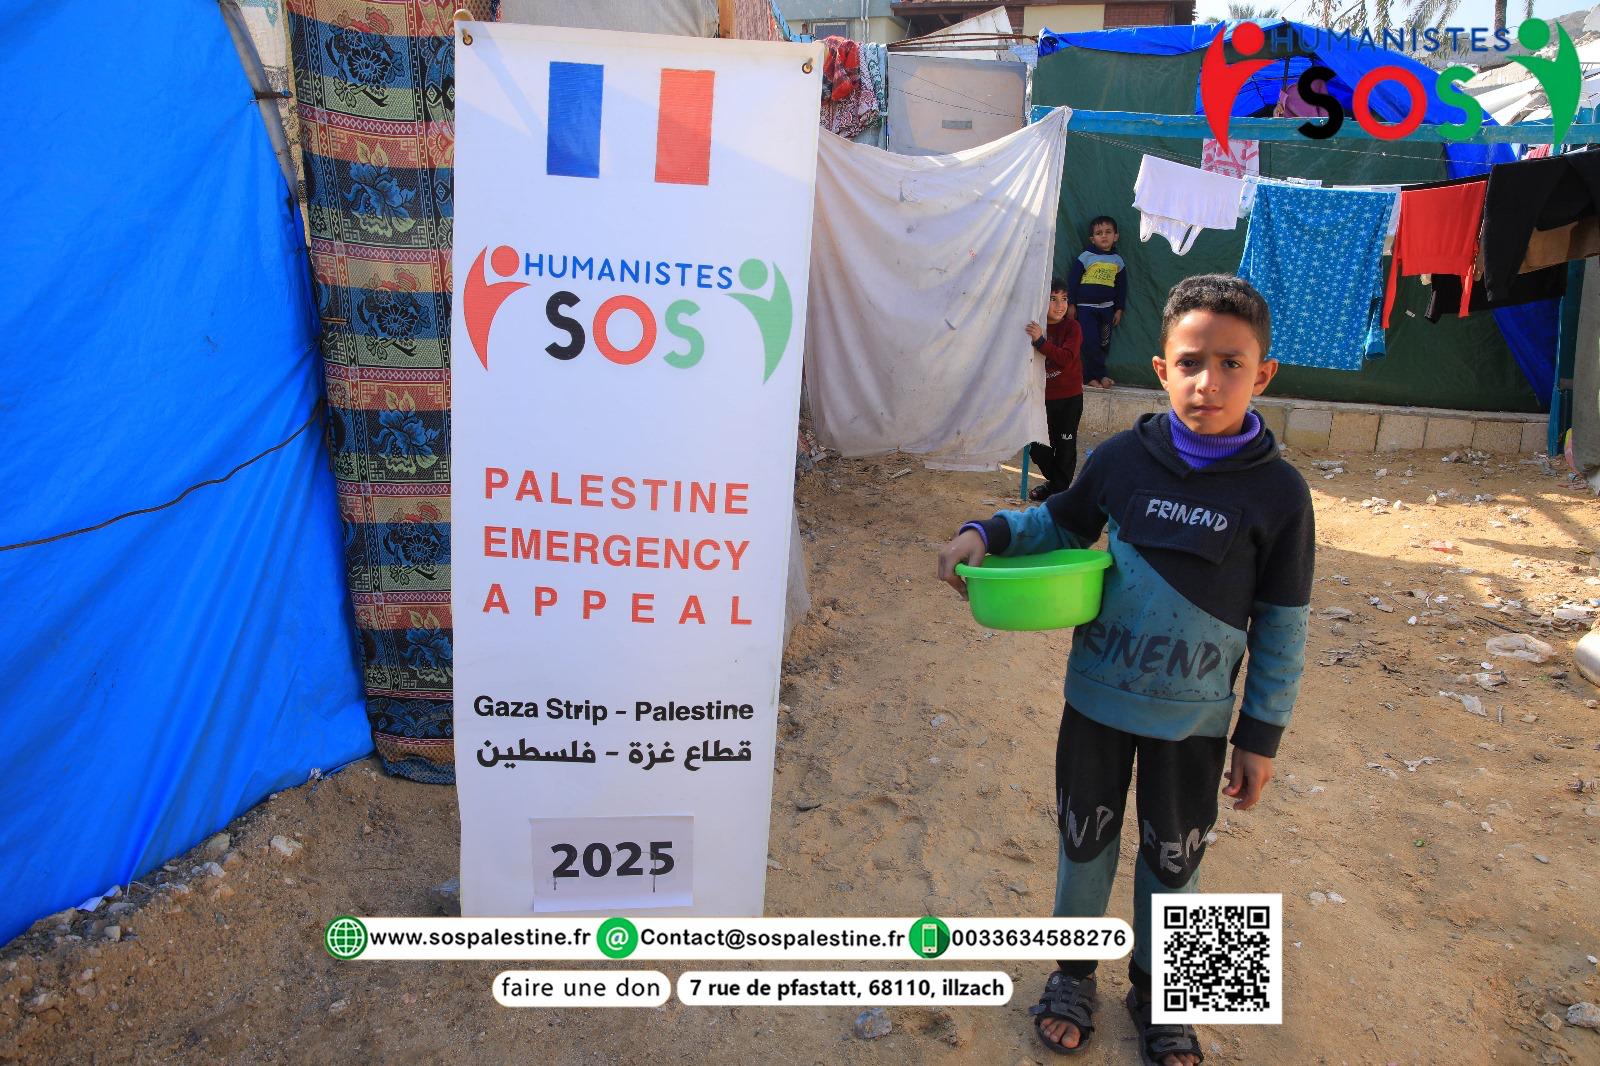 HUMANISTES
SOS
HUMANISTES
SOS
PALESTINE
EMERGENCY
APPEAL
Gaza Strip - Palestine
قطاع غزة - فلسطين
2025
FRINEND
FRINEND
www.sospalestine.fr
Contact@sospalestine.fr
0033634588276
faire une don
7 rue de pfastatt, 68110, illzach